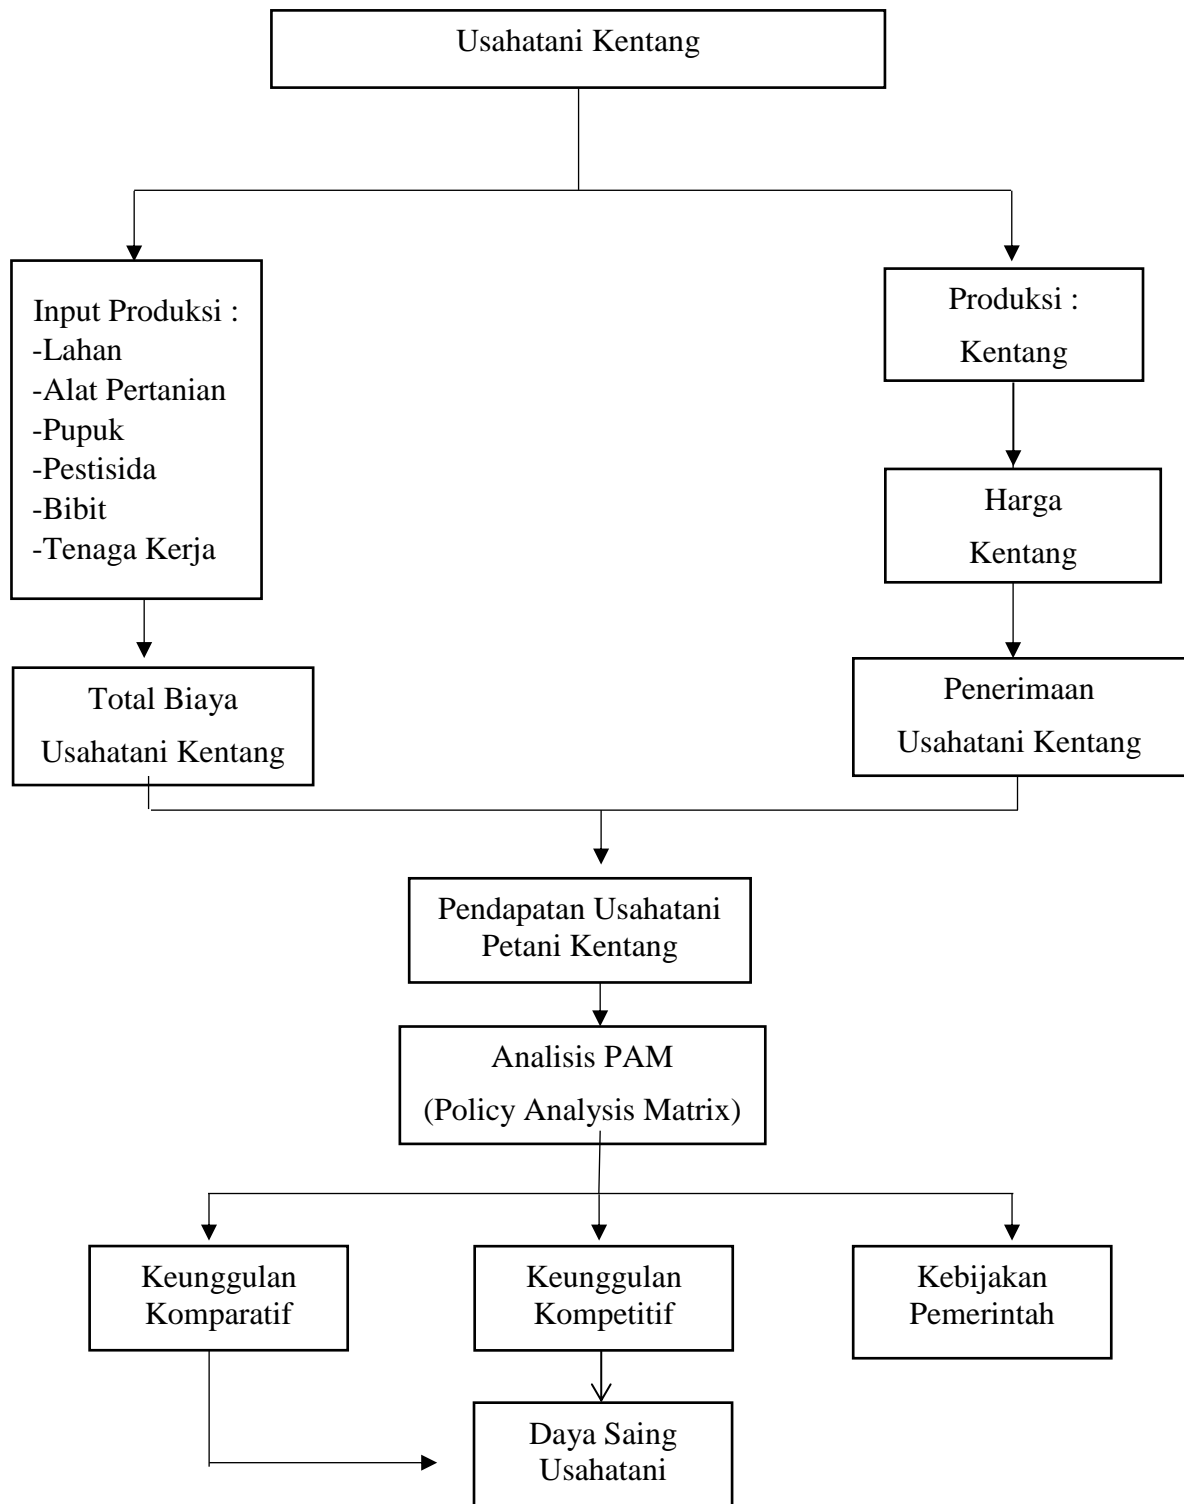 Usahatani Kentang
Input Produksi :
-Lahan
-Alat Pertanian
-Pupuk
-Pestisida
-Bibit
-Tenaga Kerja
Produksi :
Kentang
Harga
Kentang
Total Biaya
Usahatani Kentang
Penerimaan
Usahatani Kentang
Pendapatan Usahatani
Petani Kentang
Analisis PAM
(Policy Analysis Matrix)
Keunggulan
Komparatif
Keunggulan
Kompetitif
Kebijakan
Pemerintah
Daya Saing
Usahatani